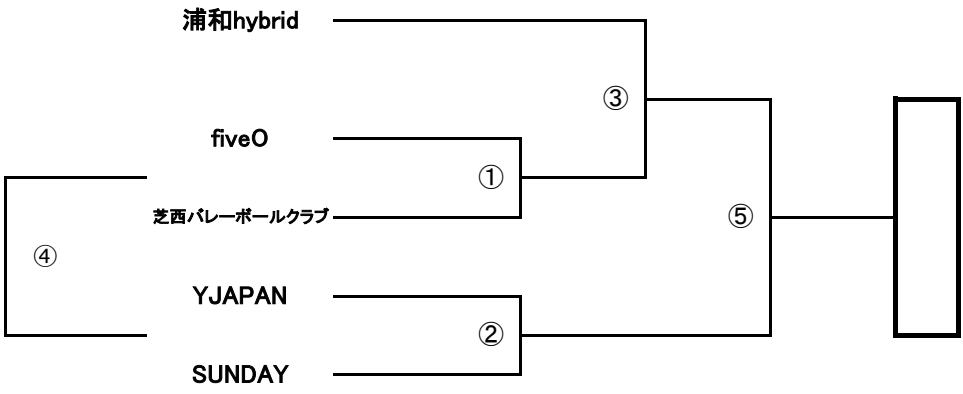 浦和hybrid
③
fiveO
①
芝西バレーボールクラブ
⑤
④
YJAPAN
②
SUNDAY